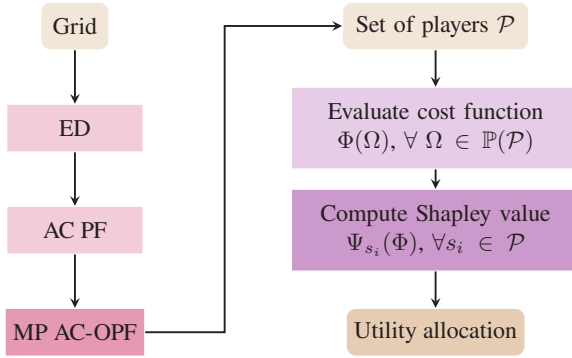 Grid
ED
AC PF
MP AC-OPF
Set of players 𝒫
Evaluate cost function
Φ(Ω), ∀ Ω ∈ ℙ(𝒫)
Compute Shapley value
Ψ_{s_i}(Φ), ∀s_i ∈ 𝒫
Utility allocation